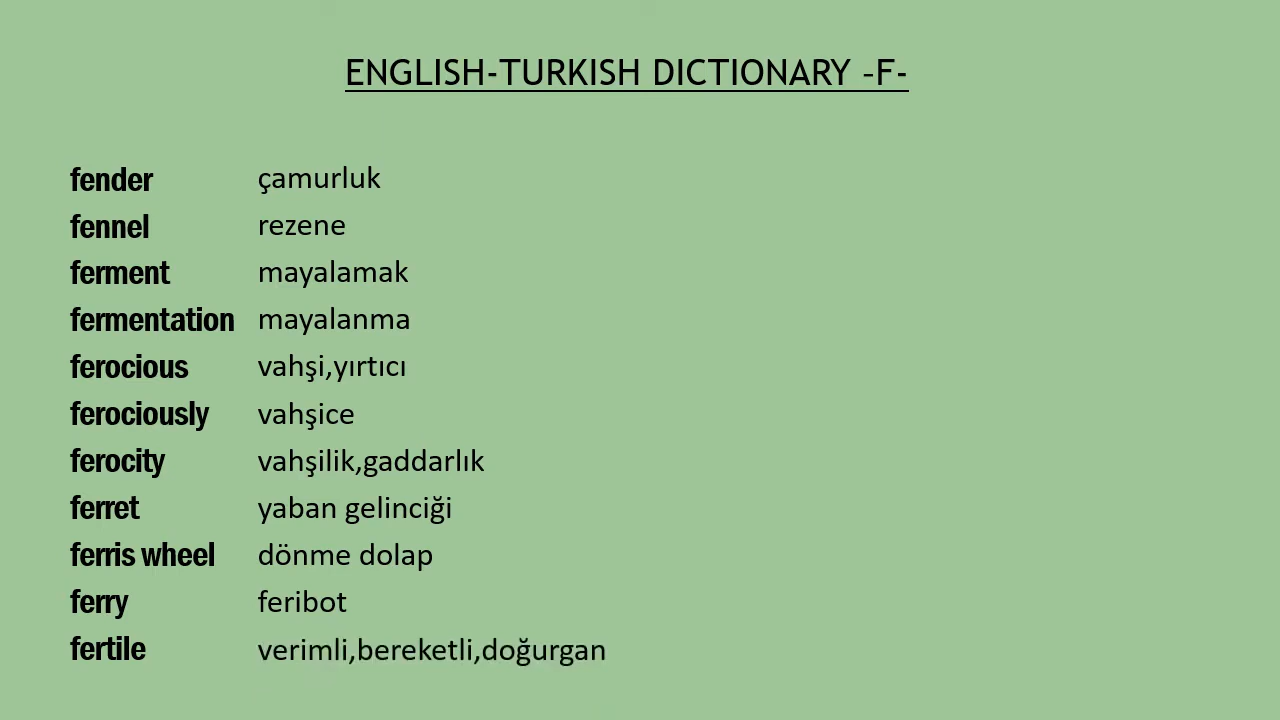 ENGLISH-TURKISH DICTIONARY –F-
fender çamurluk
fennel rezene
ferment mayalamak
fermentation mayalanma
ferocious vahşi,yırtıcı
ferociously vahşice
ferocity vahşilik,gaddarlık
ferret yaban gelinciği
ferris wheel dönme dolap
ferry feribot
fertile verimli,bereketli,doğurgan